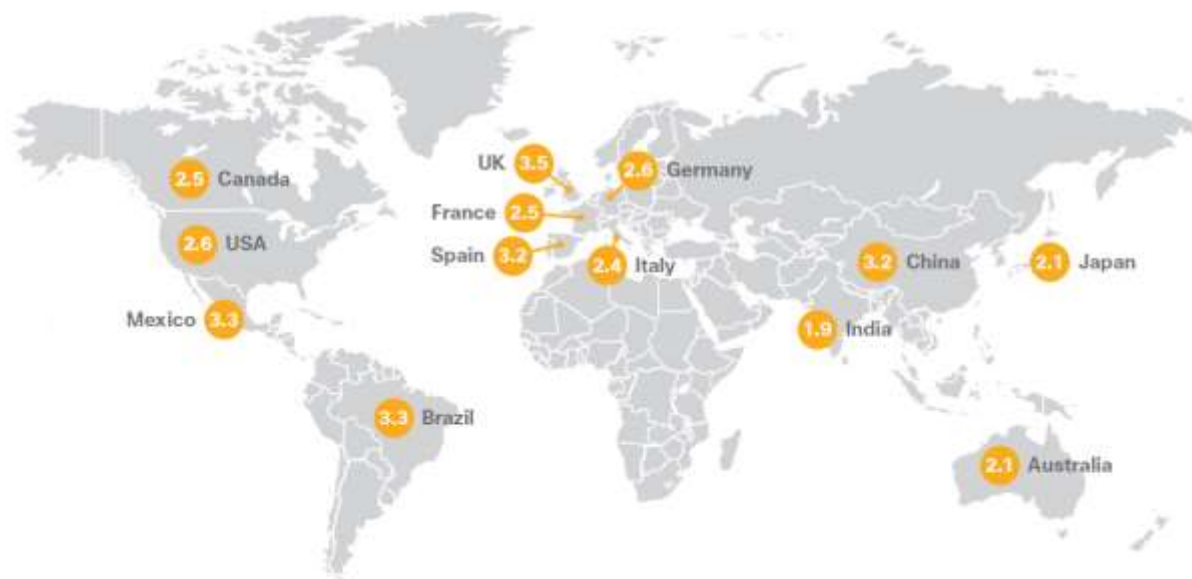 UK 3.5
2.6 Germany
2.5 Canada
France 2.5
2.6 USA
Spain 3.2
2.4 Italy
3.2 China
2.1 Japan
Mexico 3.3
1.9 India
3.3 Brazil
2.1 Australia